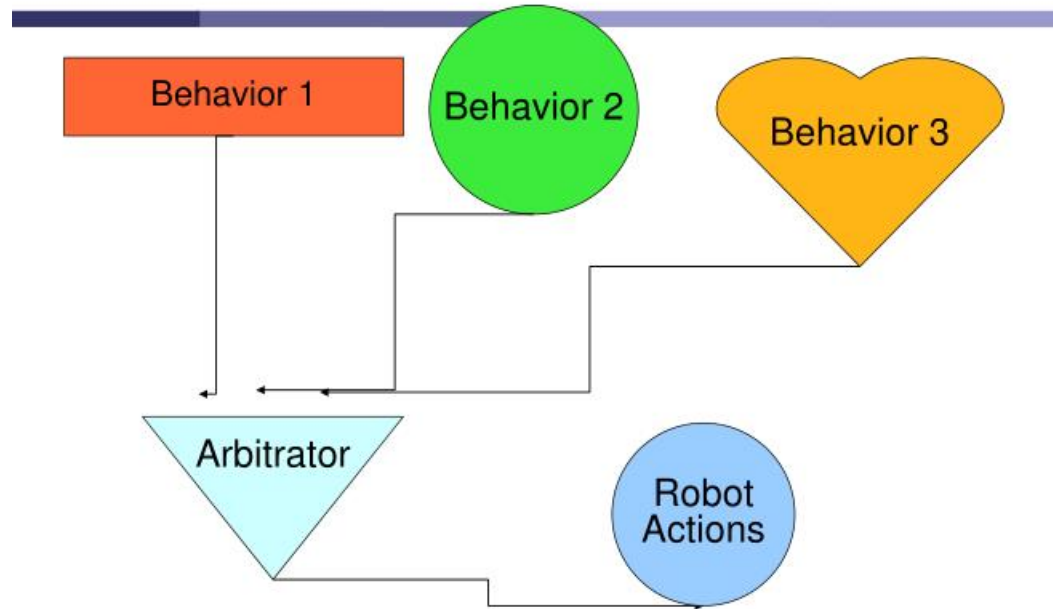 Behavior 1
Behavior 2
Behavior 3
Arbitrator
Robot
Actions